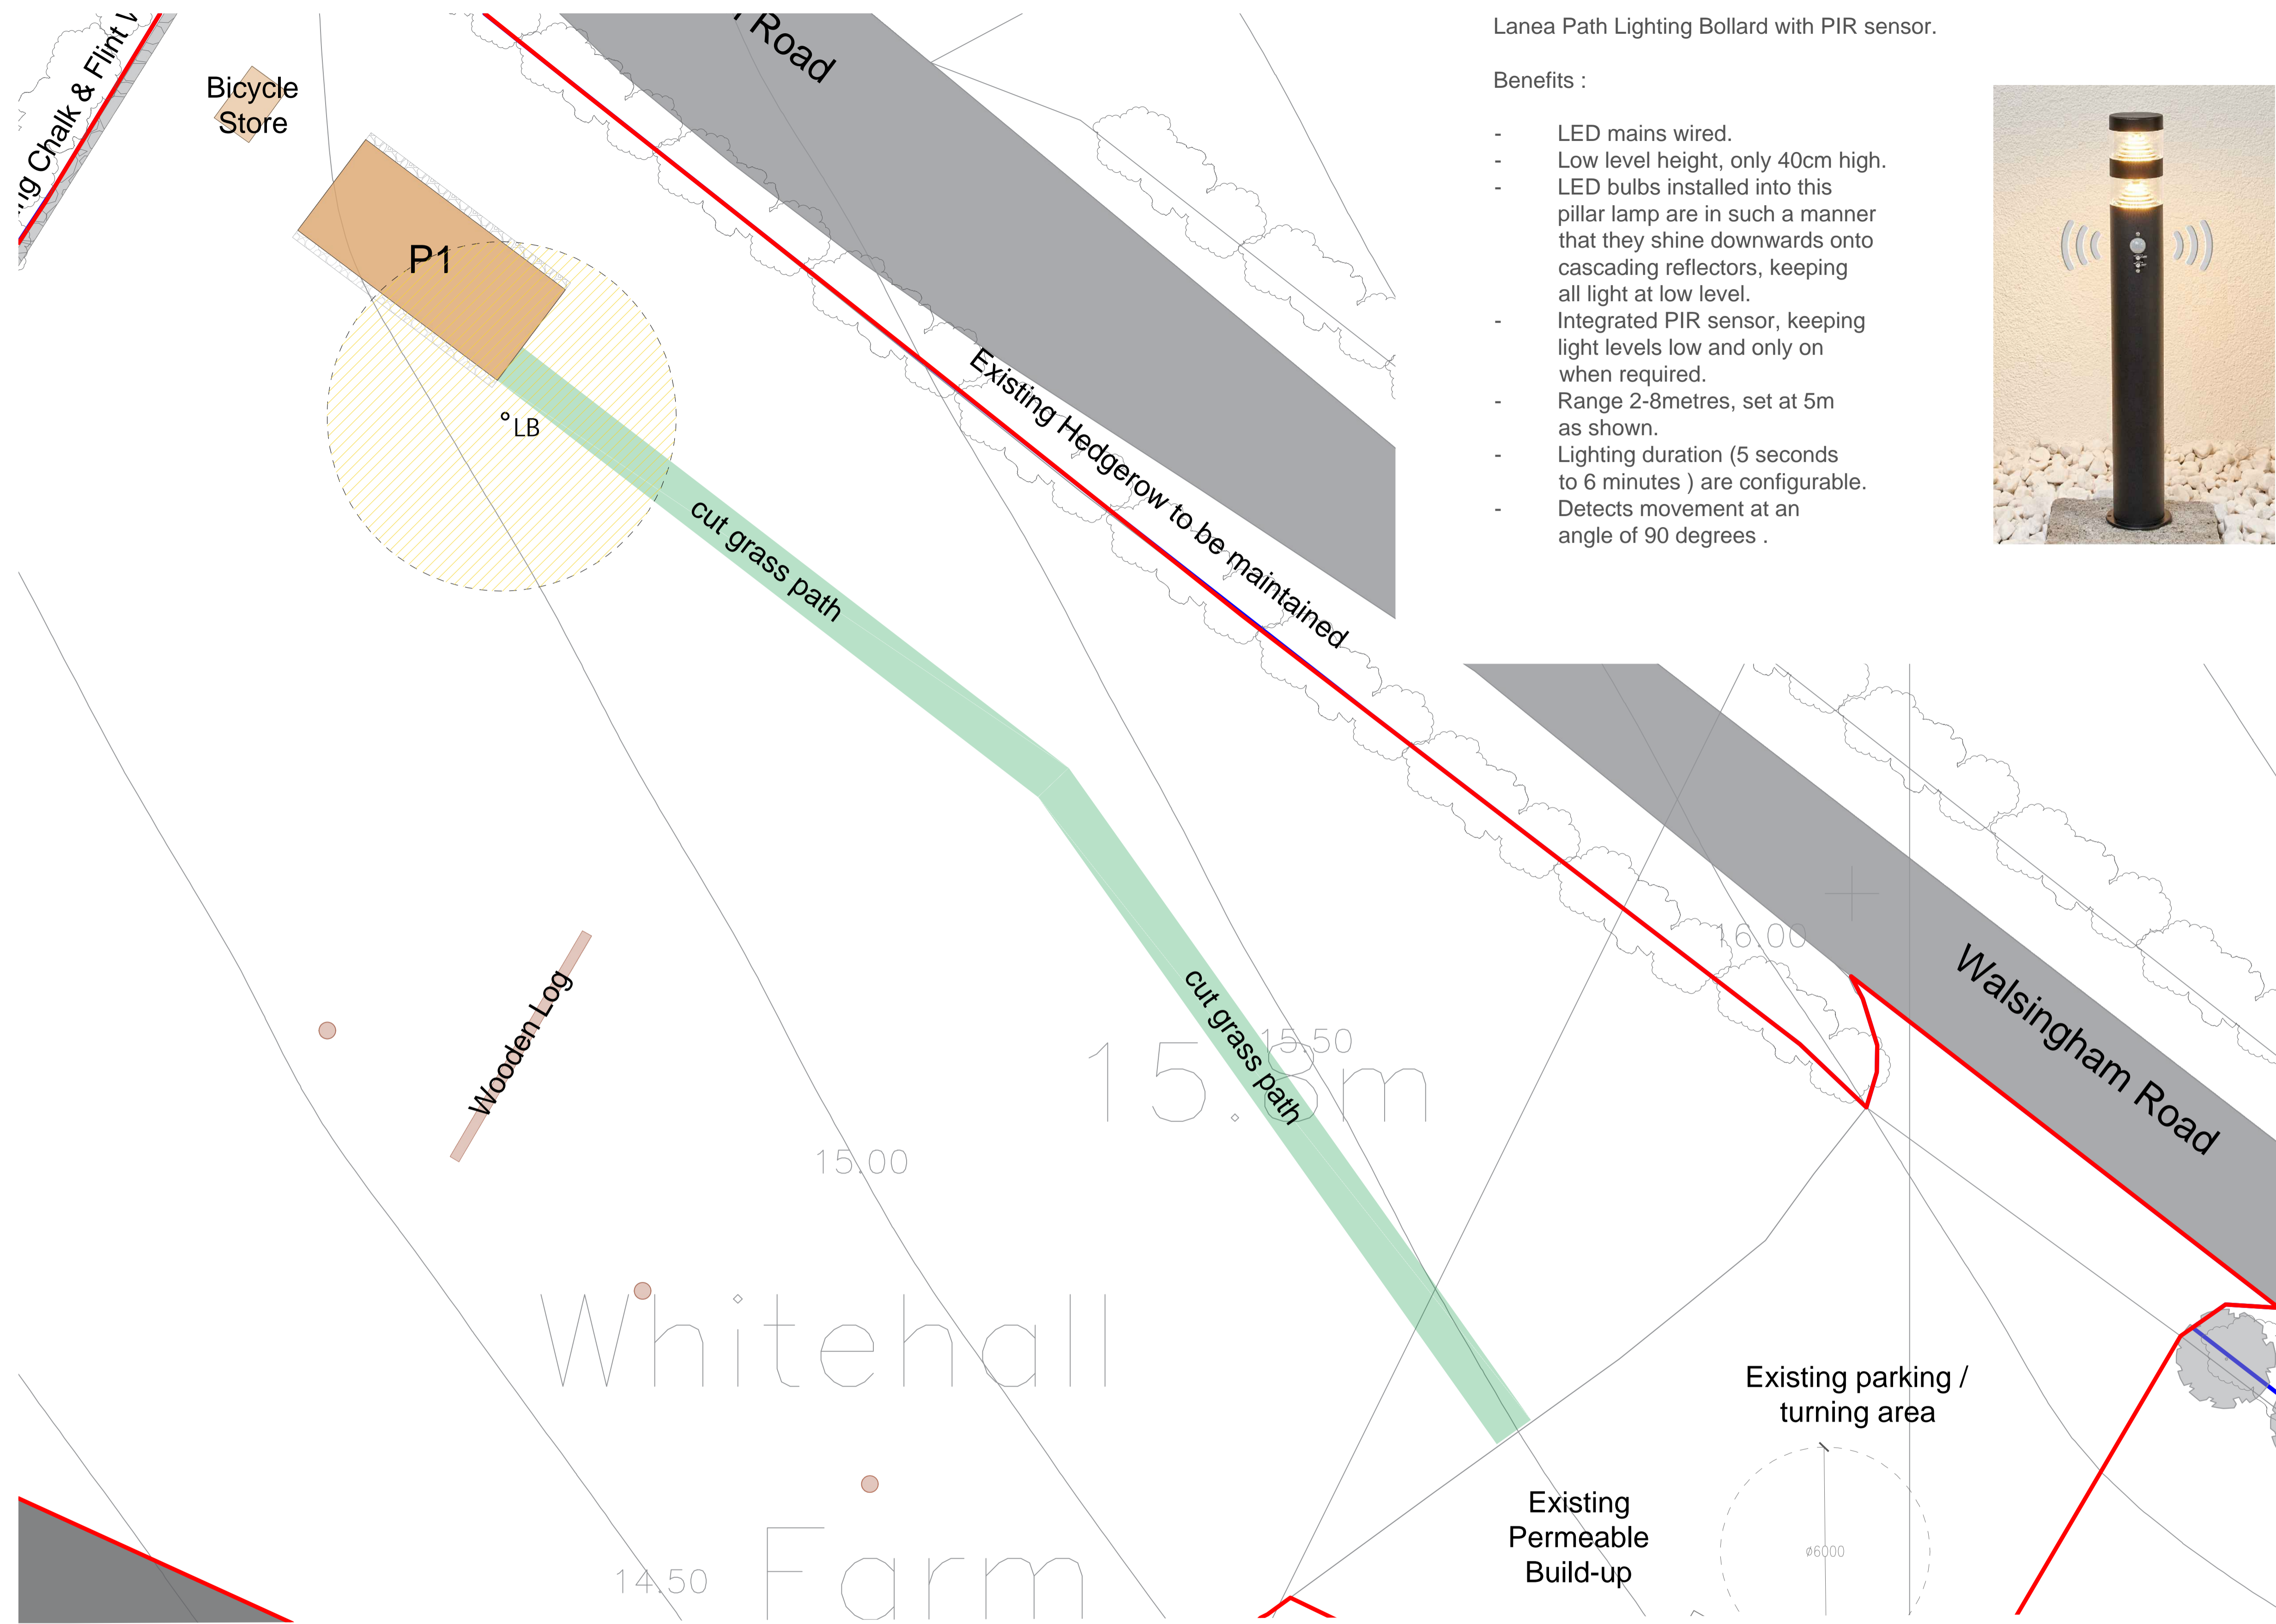 Road
Lanea Path Lighting Bollard with PIR sensor.
Benefits :
- LED mains wired.
- Low level height, only 40cm high.
- LED bulbs installed into this
pillar lamp are in such a manner
that they shine downwards onto
cascading reflectors, keeping
all light at low level.
- Integrated PIR sensor, keeping
light levels low and only on
when required.
- Range 2-8metres, set at 5m
as shown.
- Lighting duration (5 seconds
to 6 minutes ) are configurable.
- Detects movement at an
angle of 90 degrees .
Chalk & Flint
Bicycle
Store
P1
°LB
cut grass path
Existing Hedgerow to be maintained
cut grass path
Wooden Log
16.00
Walsingham Road
15.50
15.8m
15.00
Whitehall
Farm
14.50
Existing parking /
turning area
Existing
Permeable
Build-up
ø6000